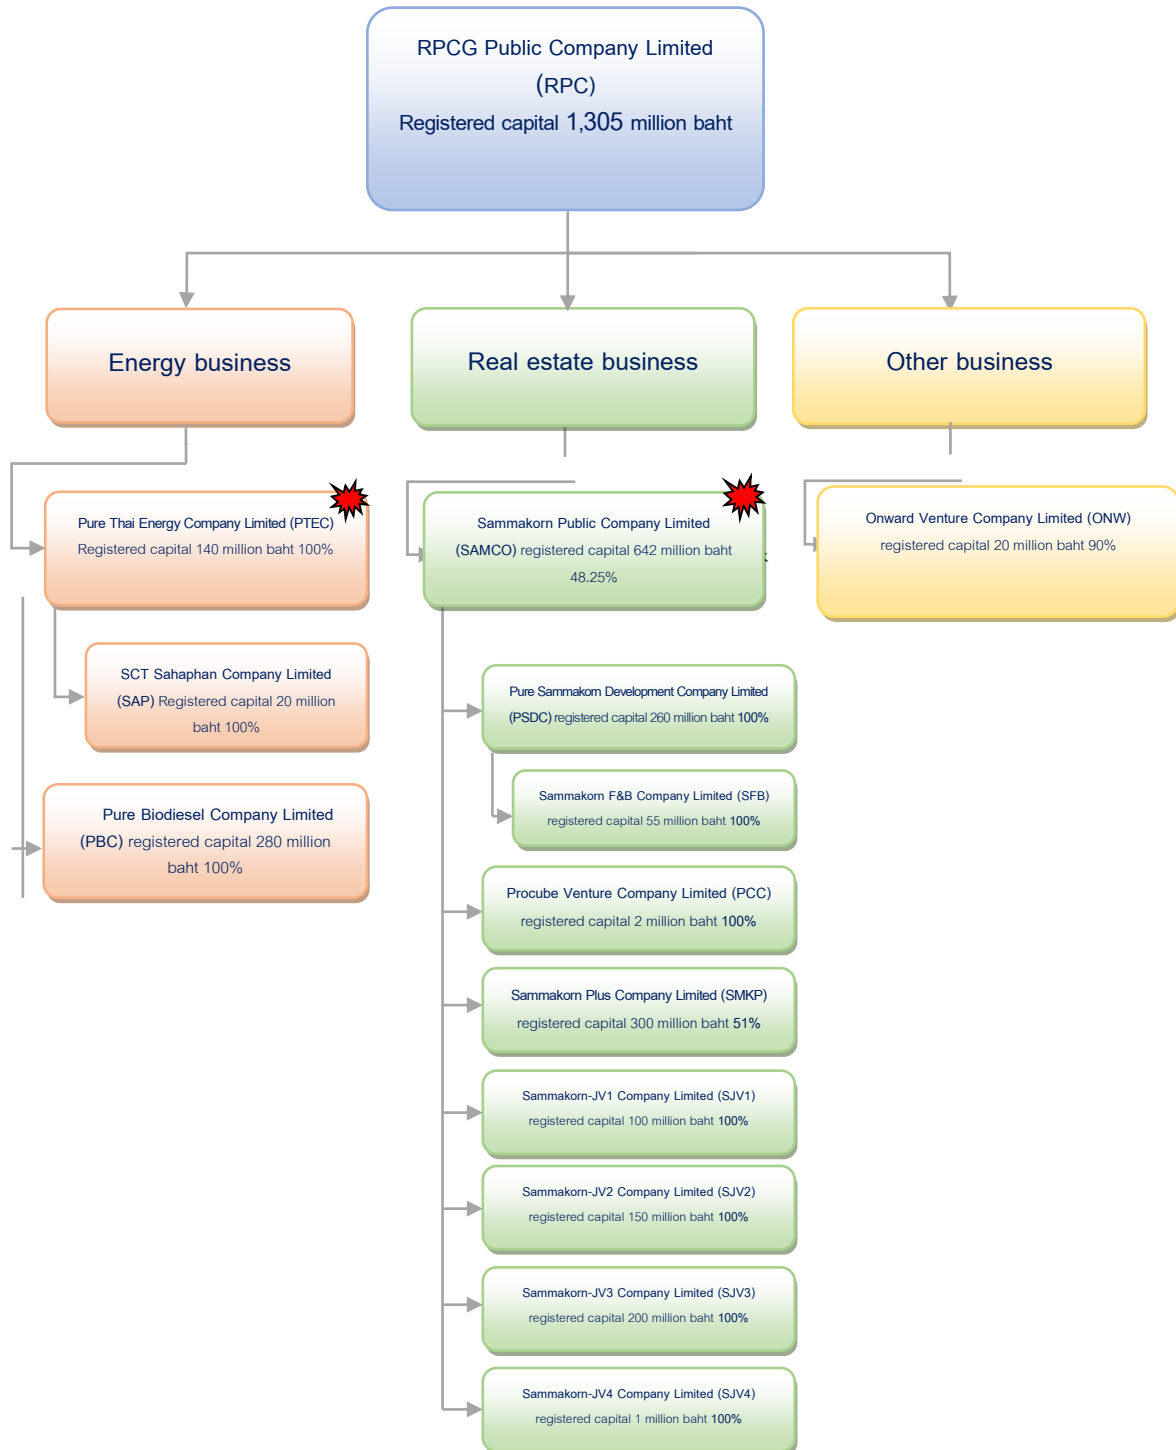 RPCG Public Company Limited
(RPC)
Registered capital 1,305 million baht
Energy business
Real estate business
Other business
Pure Thai Energy Company Limited (PTEC)
Registered capital 140 million baht 100%
SCT Sahaphan Company Limited
(SAP) Registered capital 20 million
baht 100%
Pure Biodiesel Company Limited
(PBC) registered capital 280 million
baht 100%
Sammakorn Public Company Limited
(SAMCO) registered capital 642 million baht
48.25%
Pure Sammakorn Development Company Limited
(PSDC) registered capital 260 million baht 100%
Sammakorn F&B Company Limited (SFB)
registered capital 55 million baht 100%
Procube Venture Company Limited (PCC)
registered capital 2 million baht 100%
Sammakorn Plus Company Limited (SMKP)
registered capital 300 million baht 51%
Sammakorn-JV1 Company Limited (SJV1)
registered capital 100 million baht 100%
Sammakorn-JV2 Company Limited (SJV2)
registered capital 150 million baht 100%
Sammakorn-JV3 Company Limited (SJV3)
registered capital 200 million baht 100%
Sammakorn-JV4 Company Limited (SJV4)
registered capital 1 million baht 100%
Onward Venture Company Limited (ONW)
registered capital 20 million baht 90%